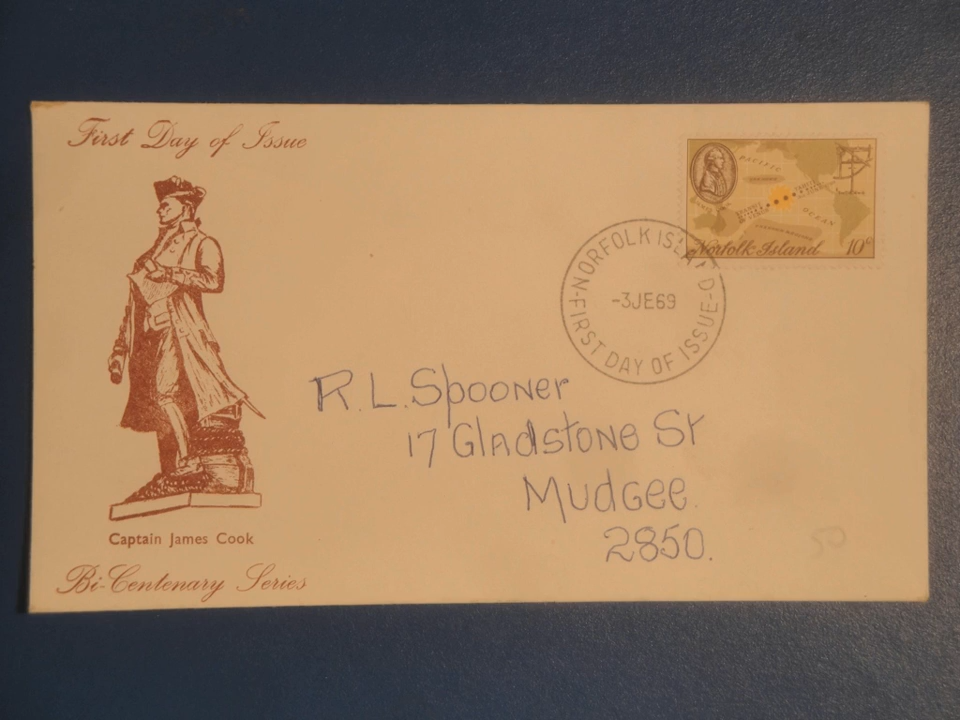 First Day of Issue
PACIFIC
OCEAN
Norfolk Island 10c
NORFOLK ISLAND
-3JE69
FIRST DAY OF ISSUE
R. L. Spooner
17 Gladstone St
Mudgee.
2850.
50
Captain James Cook
Bi-Centenary Series